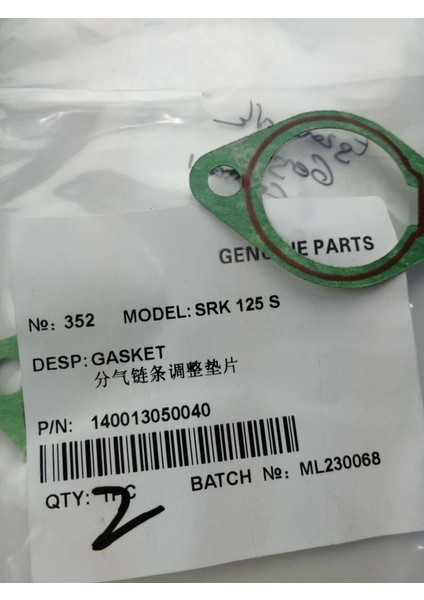 GENUINE PARTS
№: 352 MODEL: SRK 125 S
DESP: GASKET
分气链条调整垫片
P/N: 140013050040
QTY: 2
BATCH №: ML230068